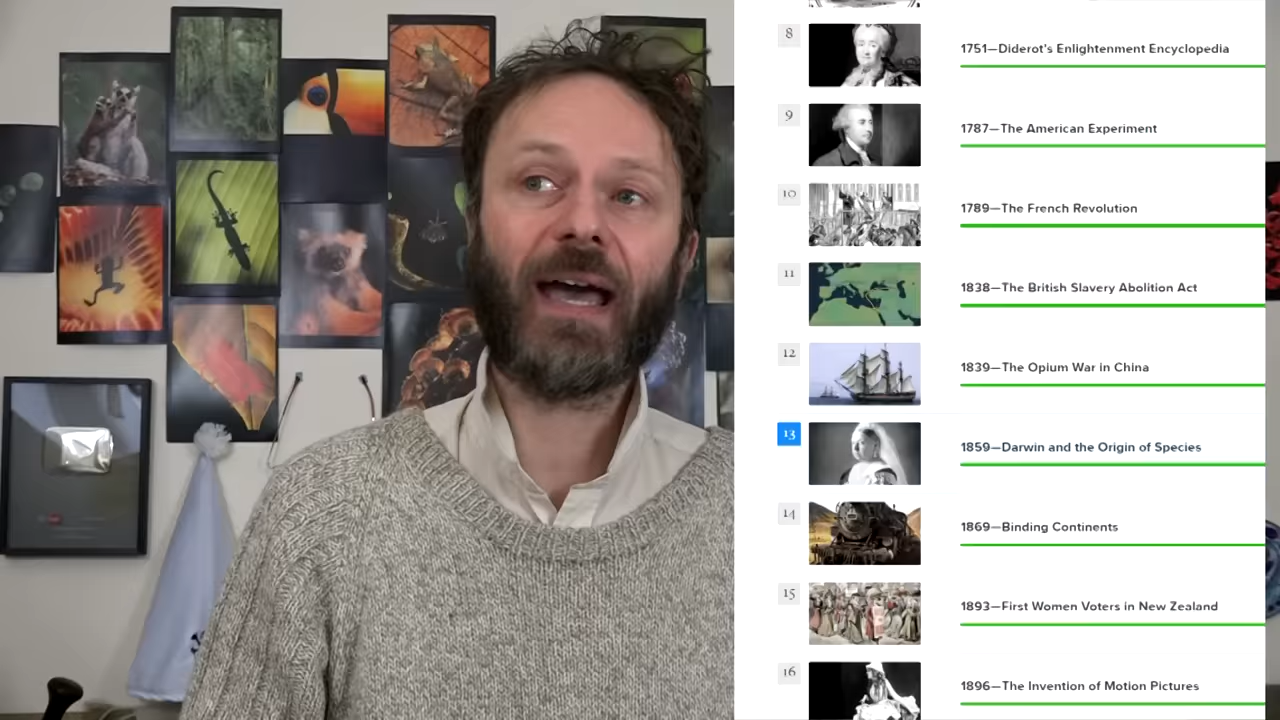 8
1751—Diderot's Enlightenment Encyclopedia
9
1787—The American Experiment
10
1789—The French Revolution
11
1838—The British Slavery Abolition Act
12
1839—The Opium War in China
13
1859—Darwin and the Origin of Species
14
1869—Binding Continents
15
1893—First Women Voters in New Zealand
16
1896—The Invention of Motion Pictures